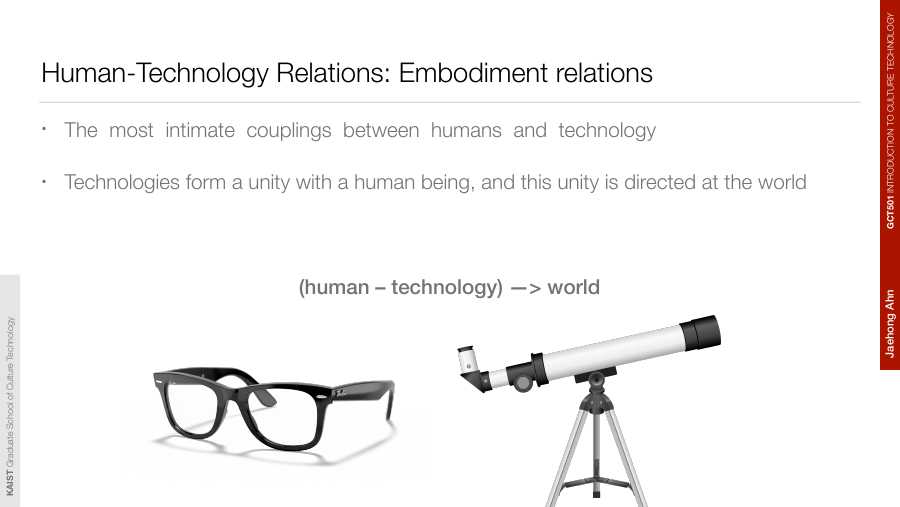 Human-Technology Relations: Embodiment relations
• The most intimate couplings between humans and technology
• Technologies form a unity with a human being, and this unity is directed at the world
(human – technology) —> world
KAIST Graduate School of Culture Technology
GCT501 INTRODUCTION TO CULTURE TECHNOLOGY
Jaehong Ahn